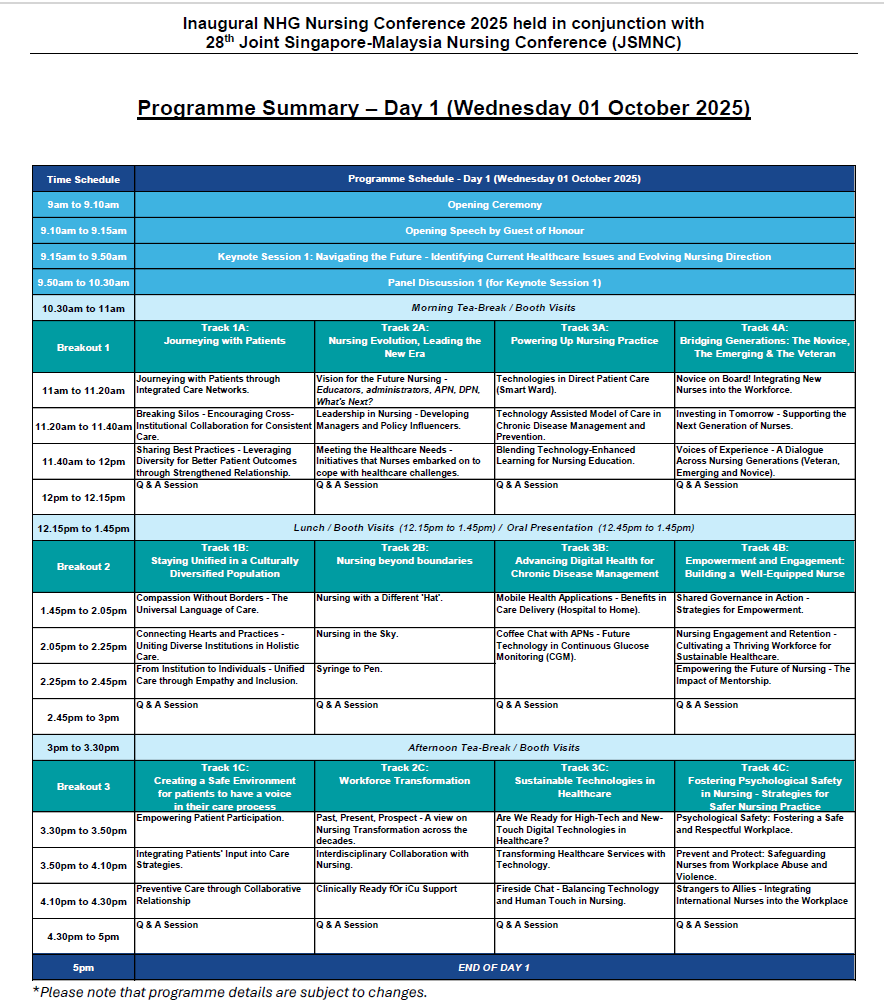 Inaugural NHG Nursing Conference 2025 held in conjunction with
28th Joint Singapore-Malaysia Nursing Conference (JSMNC)
Programme Summary – Day 1 (Wednesday 01 October 2025)
Time Schedule
Programme Schedule - Day 1 (Wednesday 01 October 2025)
9am to 9.10am
Opening Ceremony
9.10am to 9.15am
Opening Speech by Guest of Honour
9.15am to 9.50am
Keynote Session 1: Navigating the Future - Identifying Current Healthcare Issues and Evolving Nursing Direction
9.50am to 10.30am
Panel Discussion 1 (for Keynote Session 1)
10.30am to 11am
Morning Tea-Break / Booth Visits
Breakout 1
Track 1A:
Journeying with Patients
Track 2A:
Nursing Evolution, Leading the
New Era
Track 3A:
Powering Up Nursing Practice
Track 4A:
Bridging Generations: The Novice,
The Emerging & The Veteran
11am to 11.20am
Journeying with Patients through
Integrated Care Networks.
Vision for the Future Nursing -
Educators, administrators, APN, DPN,
What's Next?
Technologies in Direct Patient Care
(Smart Ward).
Novice on Board! Integrating New
Nurses into the Workforce.
11.20am to 11.40am
Breaking Silos - Encouraging Cross-
Institutional Collaboration for Consistent
Care.
Leadership in Nursing - Developing
Managers and Policy Influencers.
Technology Assisted Model of Care in
Chronic Disease Management and
Prevention.
Investing in Tomorrow - Supporting the
Next Generation of Nurses.
11.40am to 12pm
Sharing Best Practices - Leveraging
Diversity for Better Patient Outcomes
through Strengthened Relationship.
Meeting the Healthcare Needs -
Initiatives that Nurses embarked on to
cope with healthcare challenges.
Blending Technology-Enhanced
Learning for Nursing Education.
Voices of Experience - A Dialogue
Across Nursing Generations (Veteran,
Emerging and Novice).
12pm to 12.15pm
Q & A Session
Q & A Session
Q & A Session
Q & A Session
12.15pm to 1.45pm
Lunch / Booth Visits (12.15pm to 1.45pm) / Oral Presentation (12.45pm to 1.45pm)
Breakout 2
Track 1B:
Staying Unified in a Culturally
Diversified Population
Track 2B:
Nursing beyond boundaries
Track 3B:
Advancing Digital Health for
Chronic Disease Management
Track 4B:
Empowerment and Engagement:
Building a Well-Equipped Nurse
1.45pm to 2.05pm
Compassion Without Borders - The
Universal Language of Care.
Nursing with a Different 'Hat'.
Mobile Health Applications - Benefits in
Care Delivery (Hospital to Home).
Shared Governance in Action -
Strategies for Empowerment.
2.05pm to 2.25pm
Connecting Hearts and Practices -
Uniting Diverse Institutions in Holistic
Care.
Nursing in the Sky.
Coffee Chat with APNs - Future
Technology in Continuous Glucose
Monitoring (CGM).
Nursing Engagement and Retention -
Cultivating a Thriving Workforce for
Sustainable Healthcare.
2.25pm to 2.45pm
From Institution to Individuals - Unified
Care through Empathy and Inclusion.
Syringe to Pen.
Empowering the Future of Nursing - The
Impact of Mentorship.
2.45pm to 3pm
Q & A Session
Q & A Session
Q & A Session
Q & A Session
3pm to 3.30pm
Afternoon Tea-Break / Booth Visits
Breakout 3
Track 1C:
Creating a Safe Environment
for patients to have a voice
in their care process
Track 2C:
Workforce Transformation
Track 3C:
Sustainable Technologies in
Healthcare
Track 4C:
Fostering Psychological Safety
in Nursing - Strategies for
Safer Nursing Practice
3.30pm to 3.50pm
Empowering Patient Participation.
Past, Present, Prospect - A view on
Nursing Transformation across the
decades.
Are We Ready for High-Tech and New-
Touch Digital Technologies in
Healthcare?
Psychological Safety: Fostering a Safe
and Respectful Workplace.
3.50pm to 4.10pm
Integrating Patients' Input into Care
Strategies.
Interdisciplinary Collaboration with
Nursing.
Transforming Healthcare Services with
Technology.
Prevent and Protect: Safeguarding
Nurses from Workplace Abuse and
Violence.
4.10pm to 4.30pm
Preventive Care through Collaborative
Relationship
Clinically Ready fOr iCu Support
Fireside Chat - Balancing Technology
and Human Touch in Nursing.
Strangers to Allies - Integrating
International Nurses into the Workplace
4.30pm to 5pm
Q & A Session
Q & A Session
Q & A Session
Q & A Session
5pm
END OF DAY 1
*Please note that programme details are subject to changes.